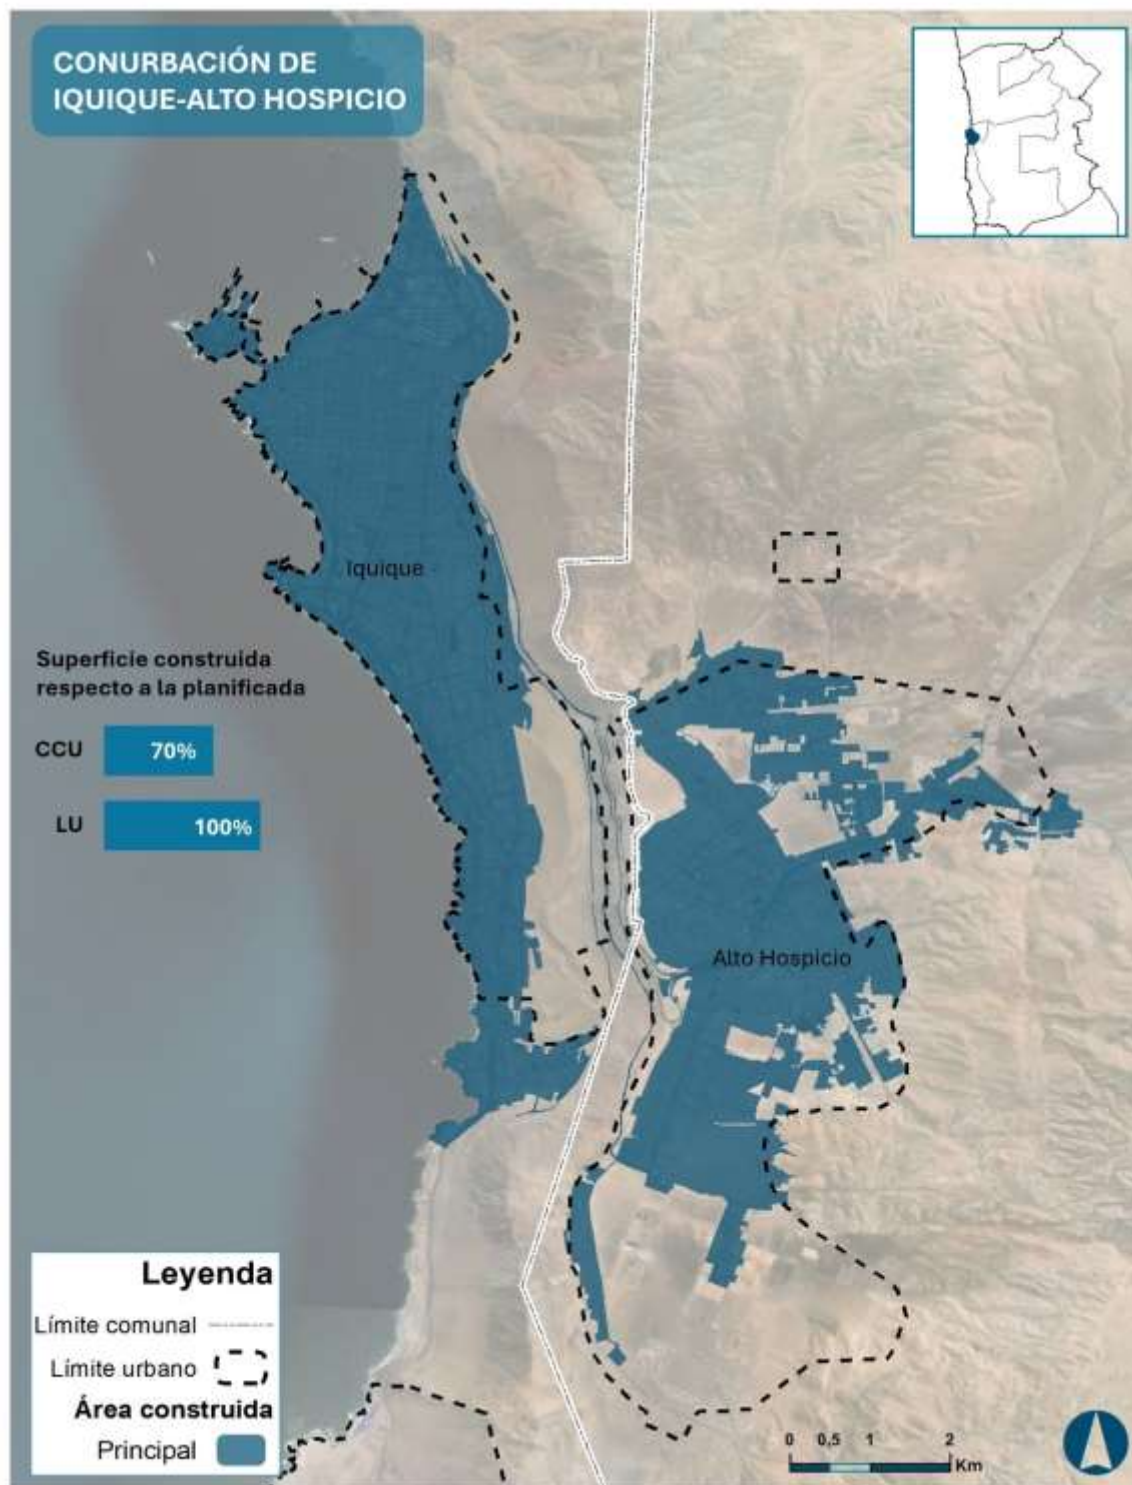 CONURBACIÓN DE
IQUIQUE-ALTO HOSPICIO
Iquique
Superficie construida
respecto a la planificada
CCU 70%
LU 100%
Alto Hospicio
Leyenda
Límite comunal
Límite urbano
Área construida
Principal
0 0,5 1 2
Km